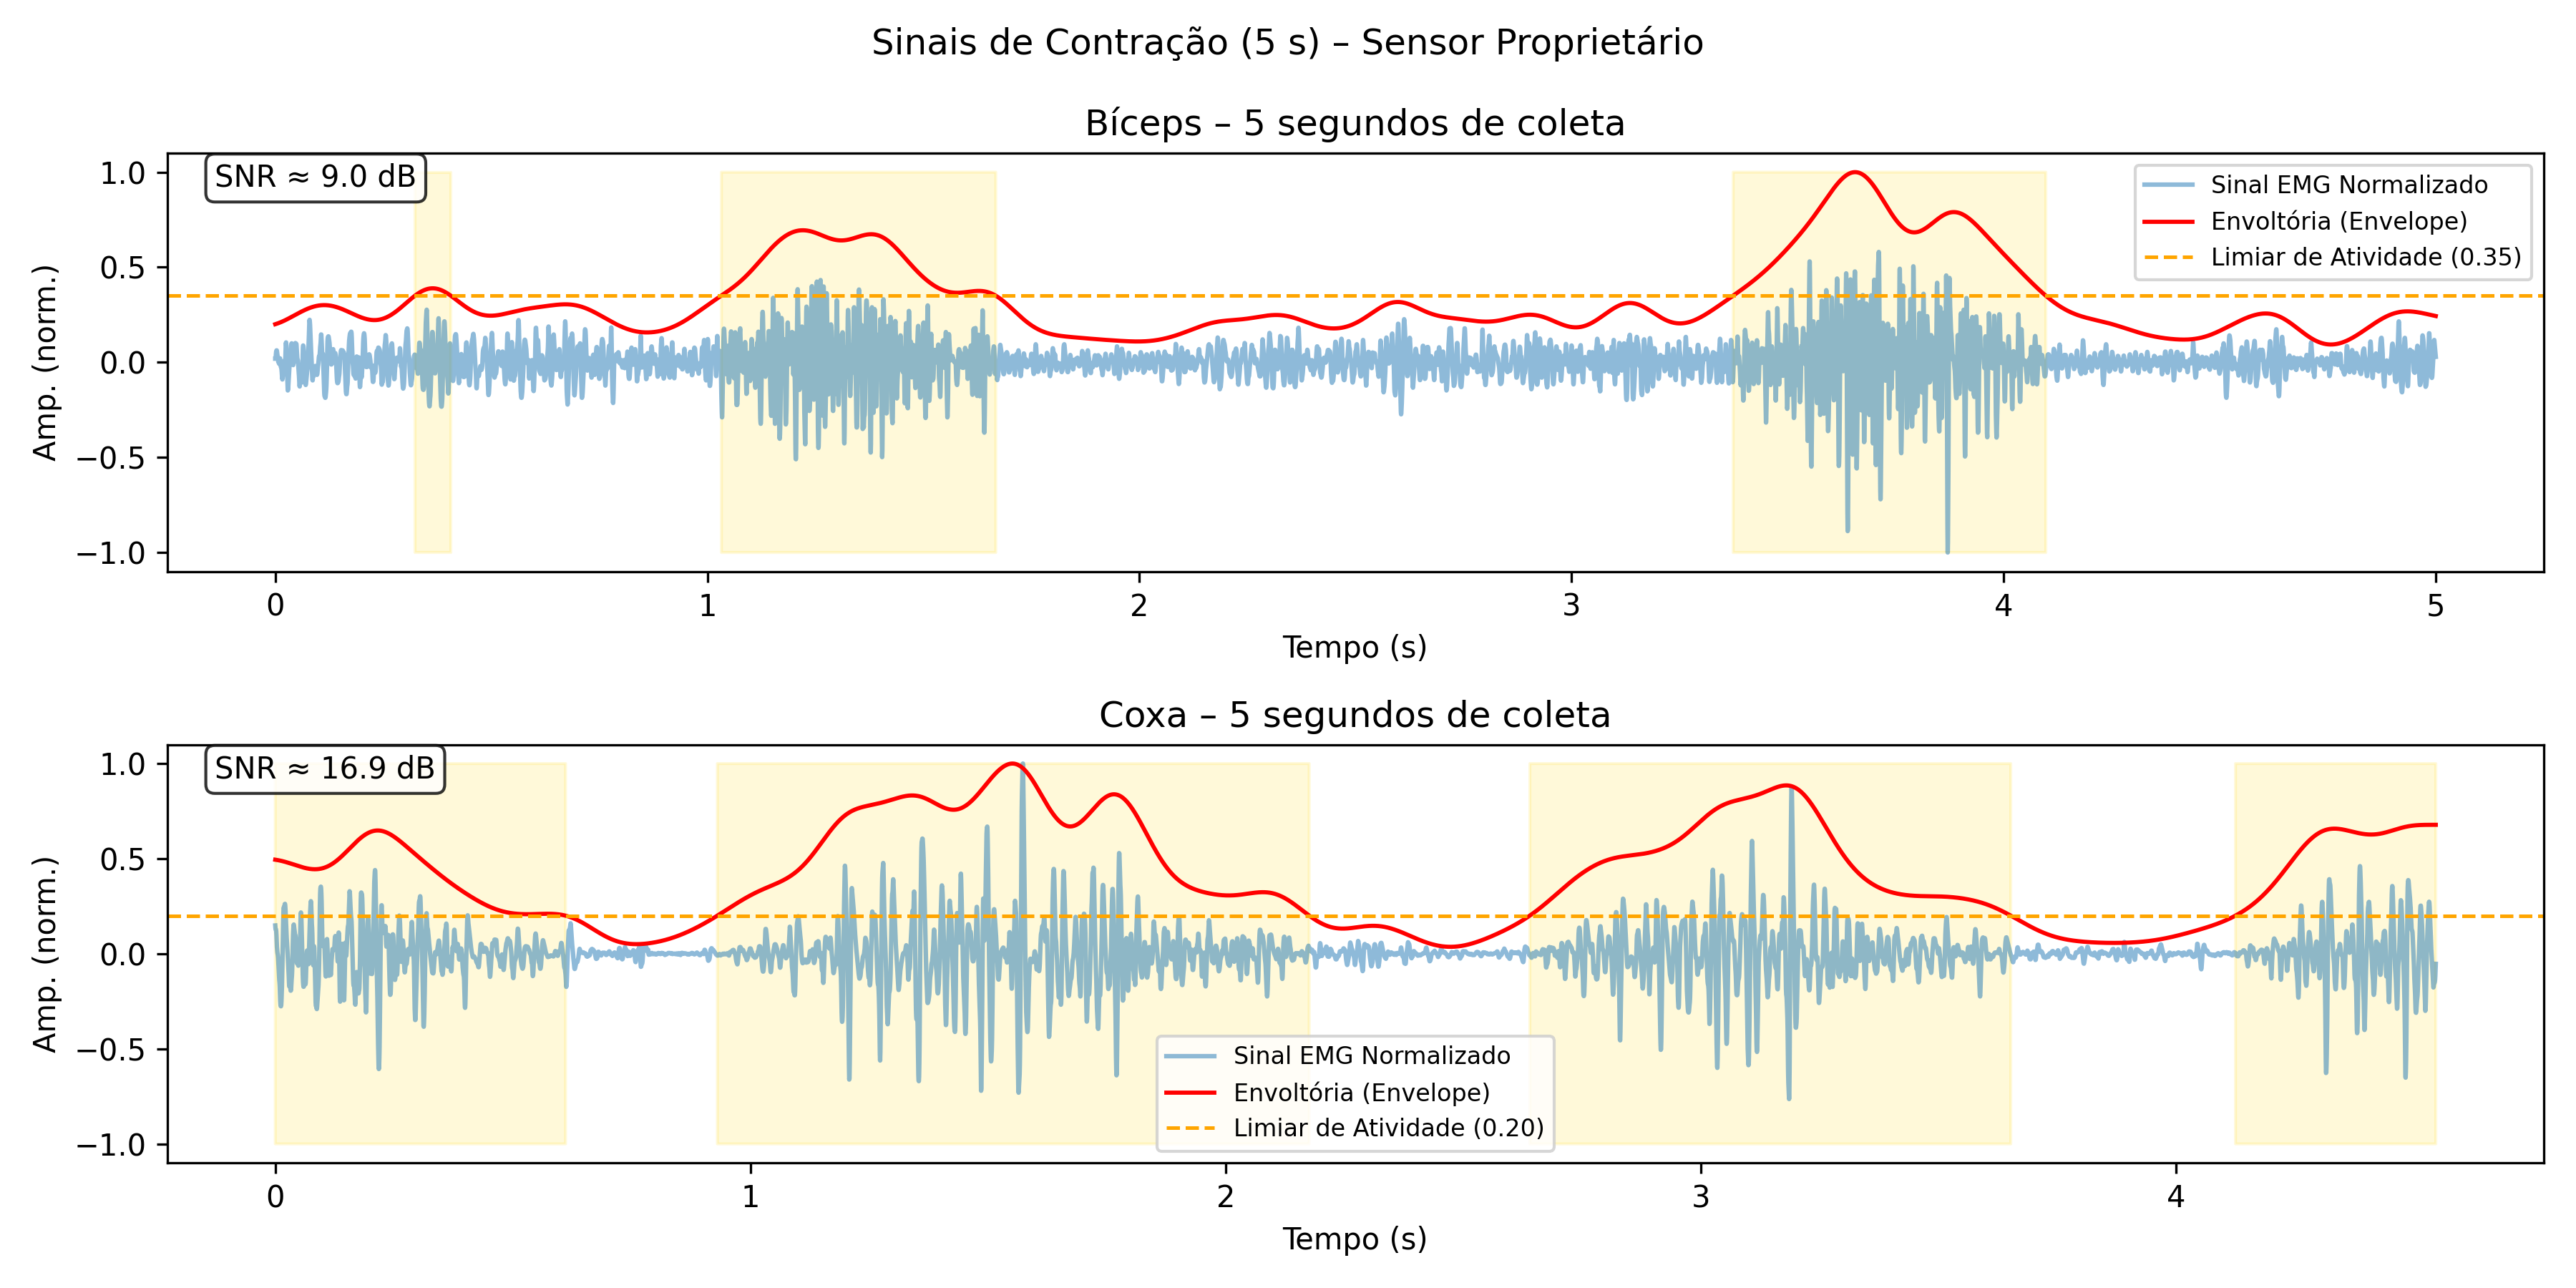 Sinais de Contração (5 s) – Sensor Proprietário
Bíceps – 5 segundos de coleta
SNR ≈ 9.0 dB
Sinal EMG Normalizado
Envoltória (Envelope)
Limiar de Atividade (0.35)
Amp. (norm.)
1.0
0.5
0.0
−0.5
−1.0
0 1 2 3 4 5
Tempo (s)
Coxa – 5 segundos de coleta
SNR ≈ 16.9 dB
Amp. (norm.)
1.0
0.5
0.0
−0.5
−1.0
Sinal EMG Normalizado
Envoltória (Envelope)
Limiar de Atividade (0.20)
0 1 2 3 4
Tempo (s)